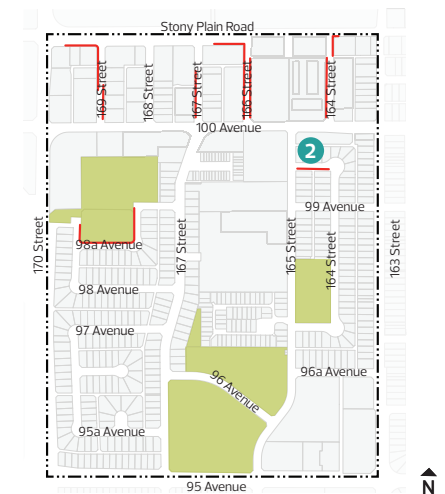 Stony Plain Road
169 Street
168 Street
167 Street
166 Street
164 Street
100 Avenue
2
99 Avenue
170 Street
98a Avenue
167 Street
165 Street
164 Street
163 Street
98 Avenue
97 Avenue
96 Avenue
96a Avenue
95a Avenue
95 Avenue
N